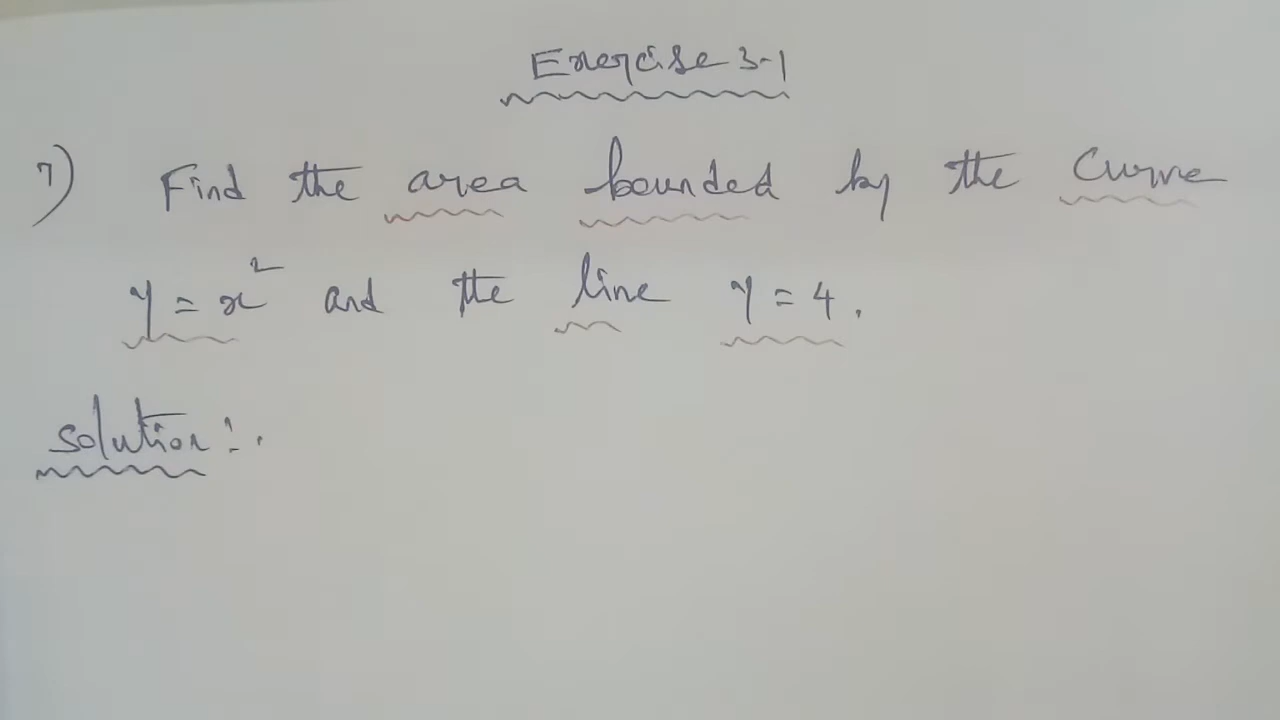 Exercise 3-1
7) Find the area bounded by the curve
y = x² and the line y = 4.
Solution:.